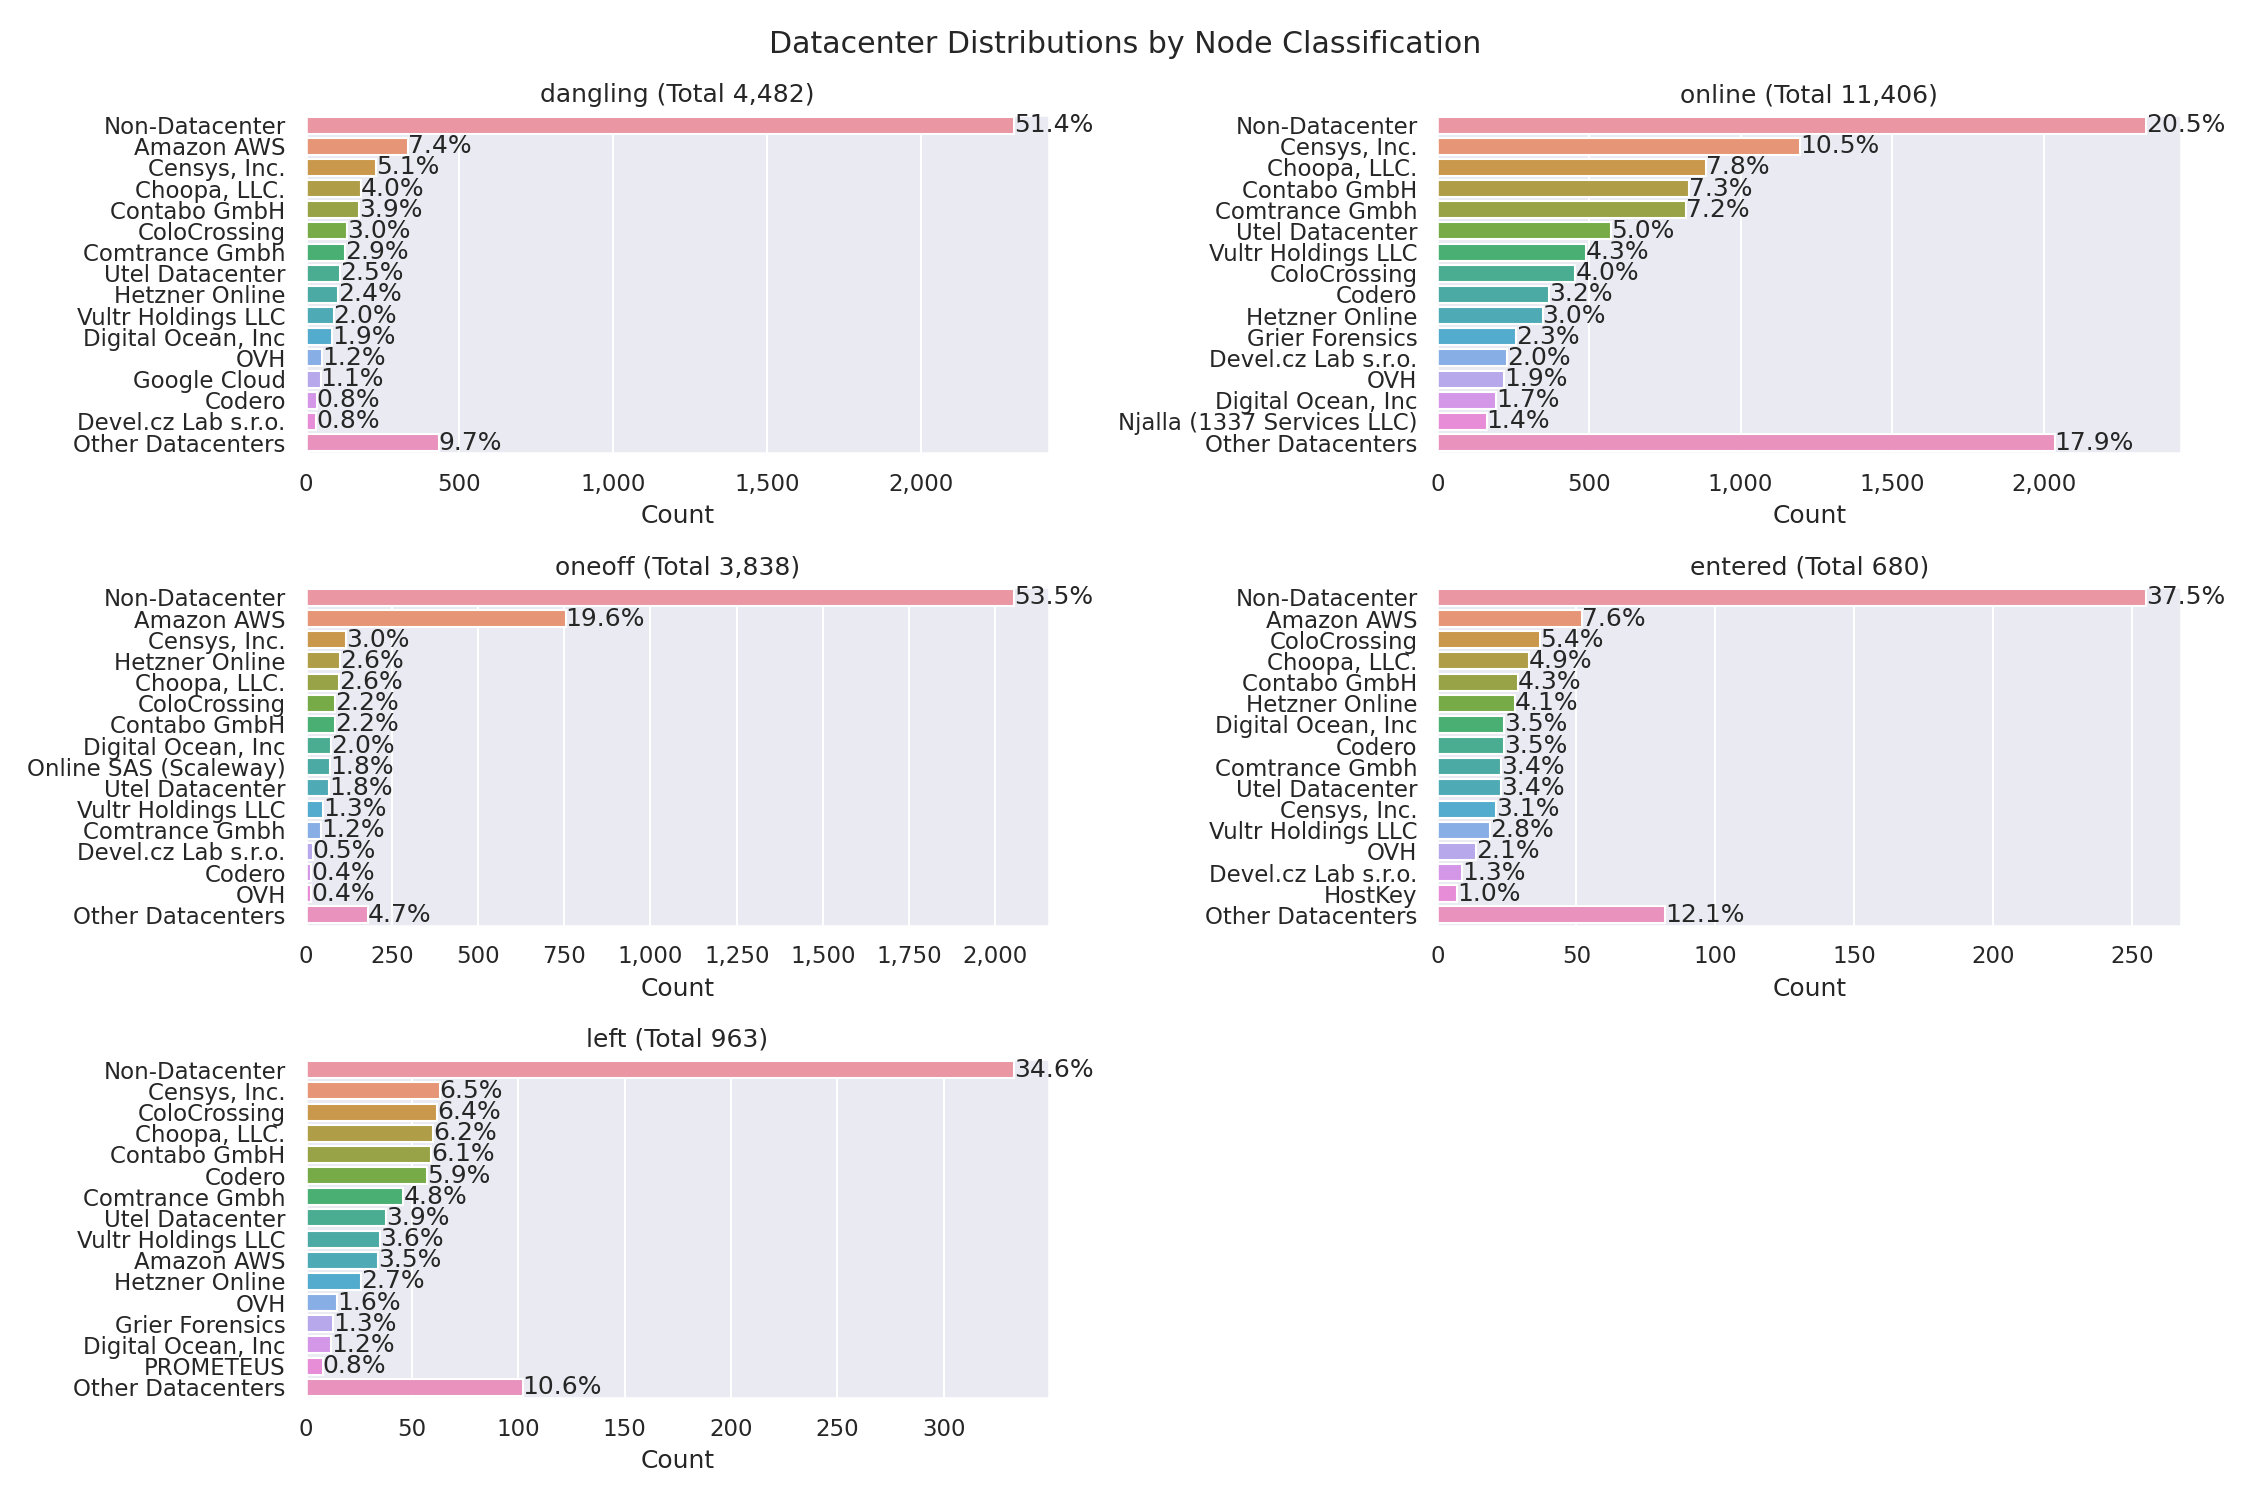 Datacenter Distributions by Node Classification
dangling (Total 4,482)
Non-Datacenter 51.4%
Amazon AWS 7.4%
Censys, Inc. 5.1%
Choopa, LLC. 4.0%
Contabo GmbH 3.9%
ColoCrossing 3.0%
Comtrance Gmbh 2.9%
Utel Datacenter 2.5%
Hetzner Online 2.4%
Vultr Holdings LLC 2.0%
Digital Ocean, Inc 1.9%
OVH 1.2%
Google Cloud 1.1%
Codero 0.8%
Devel.cz Lab s.r.o. 0.8%
Other Datacenters 9.7%
0 500 1,000 1,500 2,000
Count
online (Total 11,406)
Non-Datacenter 20.5%
Censys, Inc. 10.5%
Choopa, LLC. 7.8%
Contabo GmbH 7.3%
Comtrance Gmbh 7.2%
Utel Datacenter 5.0%
Vultr Holdings LLC 4.3%
ColoCrossing 4.0%
Codero 3.2%
Hetzner Online 3.0%
Grier Forensics 2.3%
Devel.cz Lab s.r.o. 2.0%
OVH 1.9%
Digital Ocean, Inc 1.7%
Njalla (1337 Services LLC) 1.4%
Other Datacenters 17.9%
0 500 1,000 1,500 2,000
Count
oneoff (Total 3,838)
Non-Datacenter 53.5%
Amazon AWS 19.6%
Censys, Inc. 3.0%
Hetzner Online 2.6%
Choopa, LLC. 2.6%
ColoCrossing 2.2%
Contabo GmbH 2.2%
Digital Ocean, Inc 2.0%
Online SAS (Scaleway) 1.8%
Utel Datacenter 1.8%
Vultr Holdings LLC 1.3%
Comtrance Gmbh 1.2%
Devel.cz Lab s.r.o. 0.5%
Codero 0.4%
OVH 0.4%
Other Datacenters 4.7%
0 250 500 750 1,000 1,250 1,500 1,750 2,000
Count
entered (Total 680)
Non-Datacenter 37.5%
Amazon AWS 7.6%
ColoCrossing 5.4%
Choopa, LLC. 4.9%
Contabo GmbH 4.3%
Hetzner Online 4.1%
Digital Ocean, Inc 3.5%
Codero 3.5%
Comtrance Gmbh 3.4%
Utel Datacenter 3.4%
Censys, Inc. 3.1%
Vultr Holdings LLC 2.8%
OVH 2.1%
Devel.cz Lab s.r.o. 1.3%
HostKey 1.0%
Other Datacenters 12.1%
0 50 100 150 200 250
Count
left (Total 963)
Non-Datacenter 34.6%
Censys, Inc. 6.5%
ColoCrossing 6.4%
Choopa, LLC. 6.2%
Contabo GmbH 6.1%
Codero 5.9%
Comtrance Gmbh 4.8%
Utel Datacenter 3.9%
Vultr Holdings LLC 3.6%
Amazon AWS 3.5%
Hetzner Online 2.7%
OVH 1.6%
Grier Forensics 1.3%
Digital Ocean, Inc 1.2%
PROMETEUS 0.8%
Other Datacenters 10.6%
0 50 100 150 200 250 300
Count